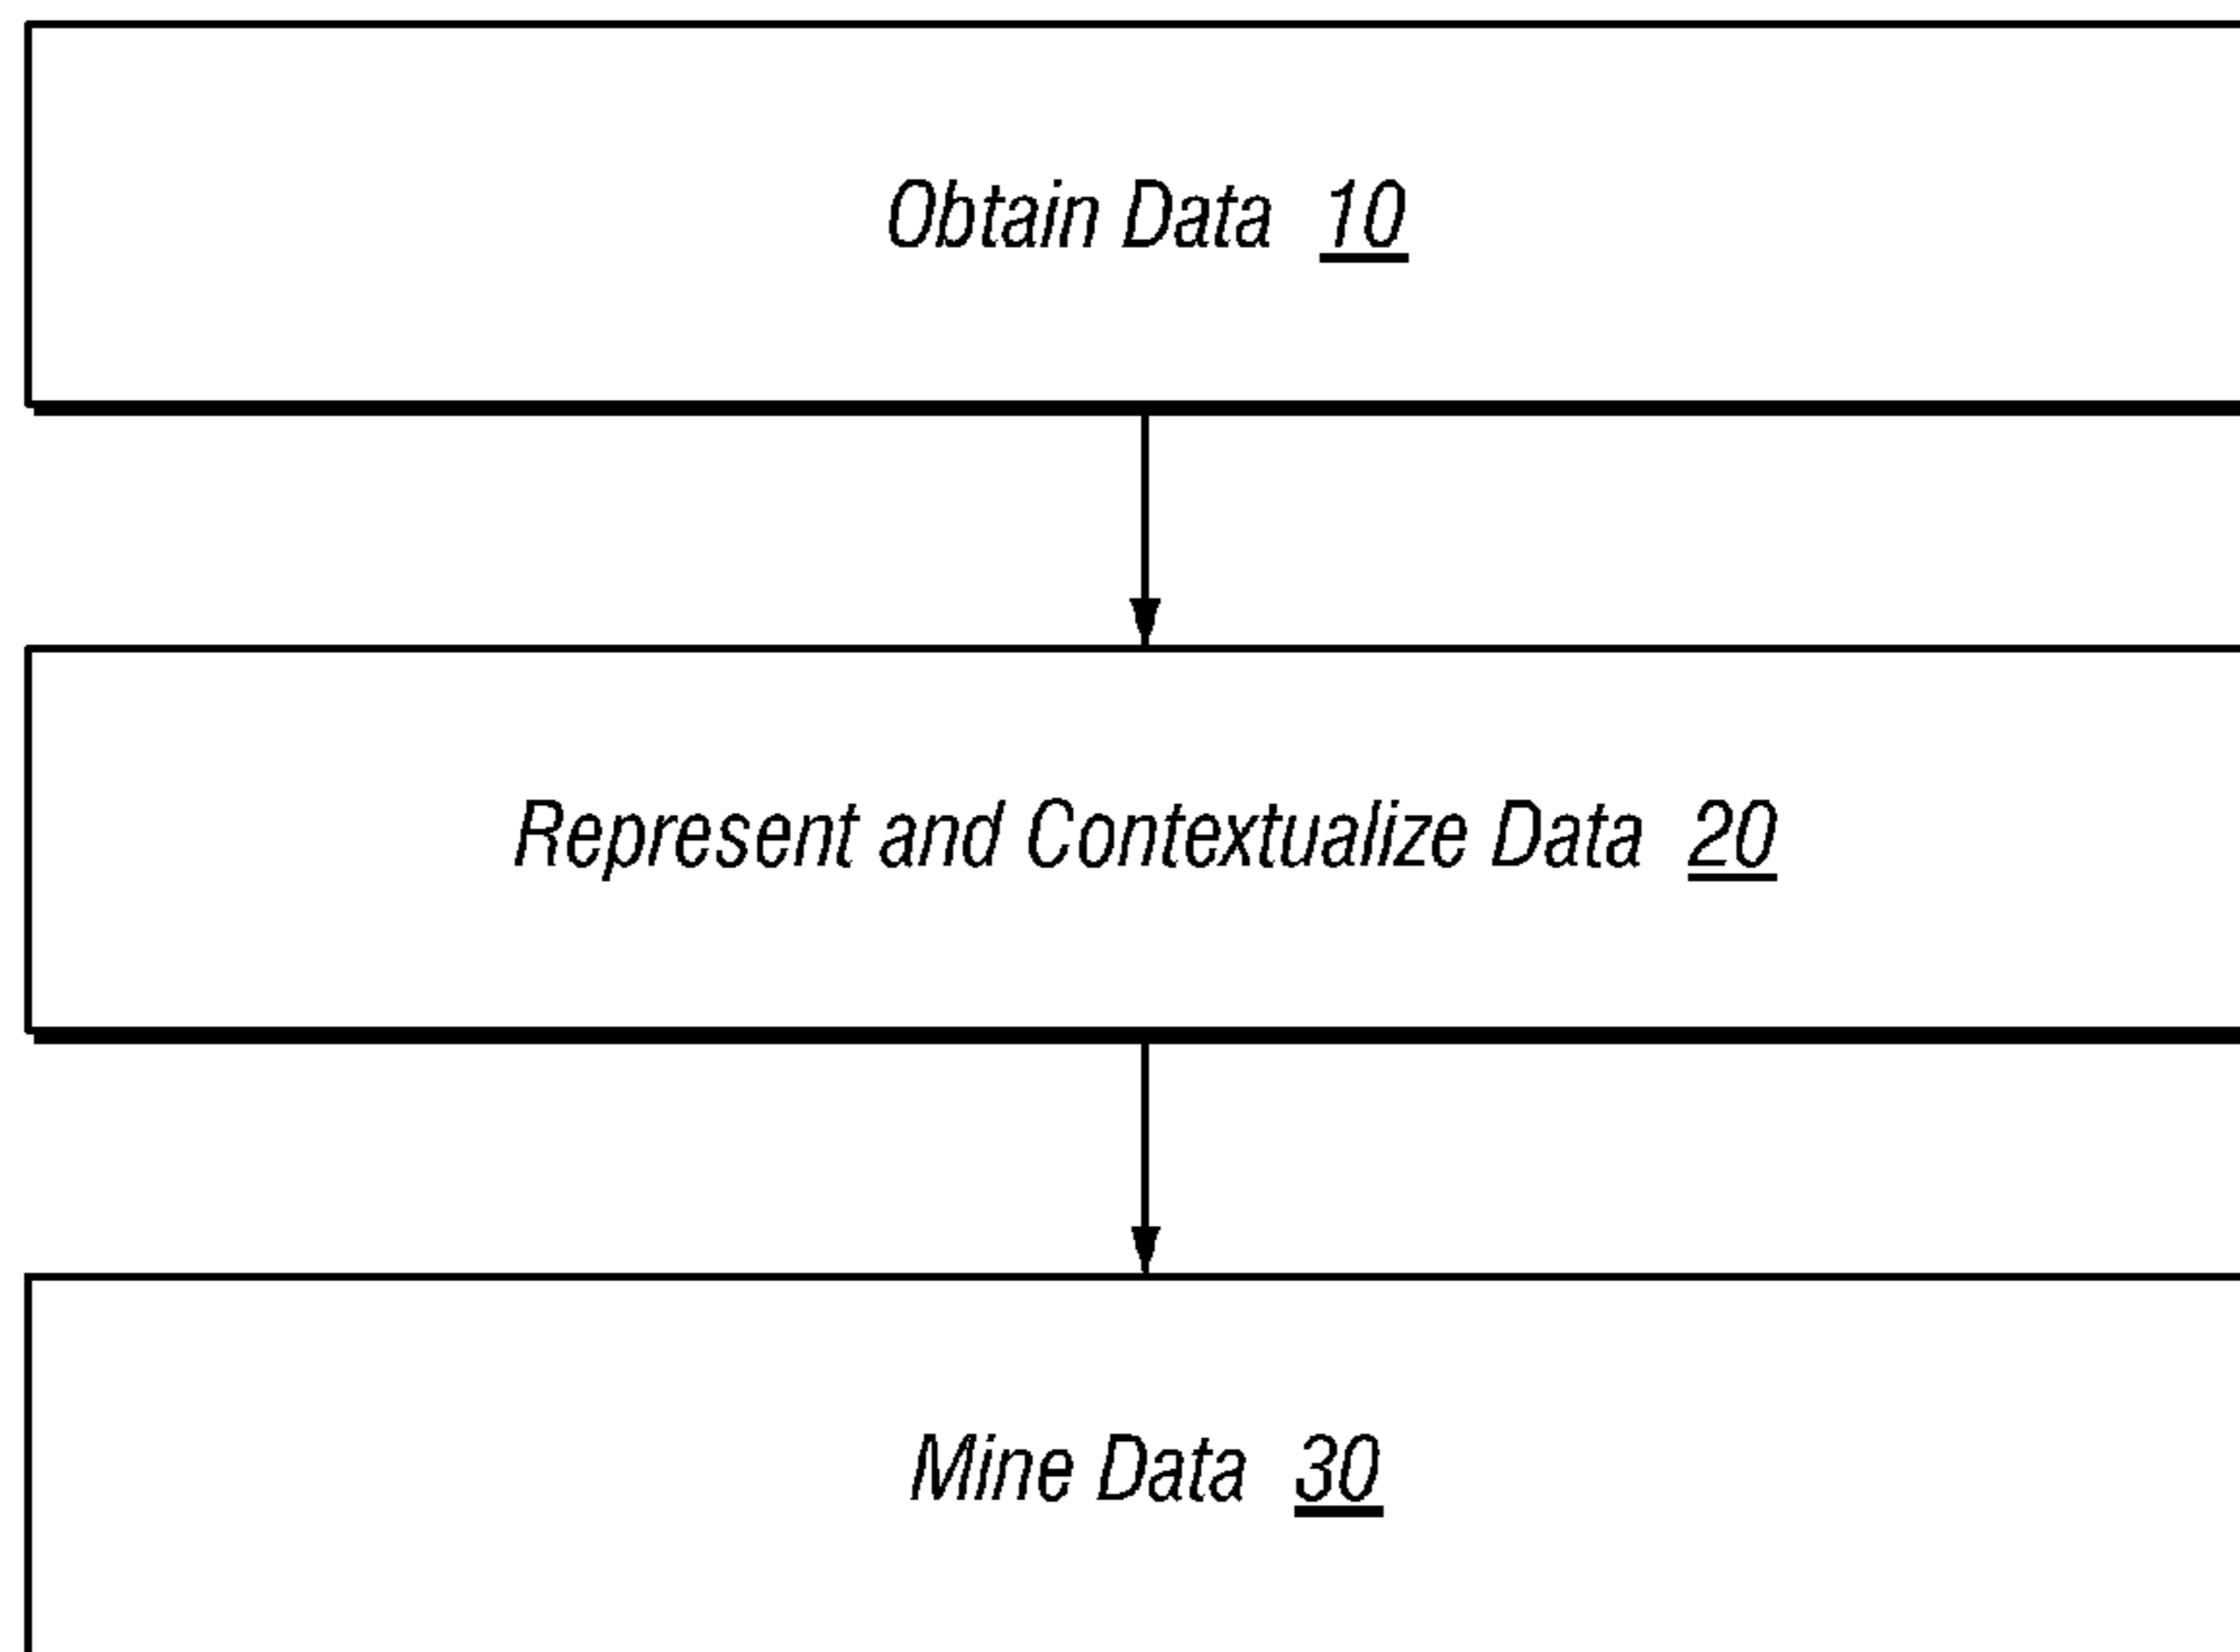 Obtain Data 10
Represent and Contextualize Data 20
Mine Data 30